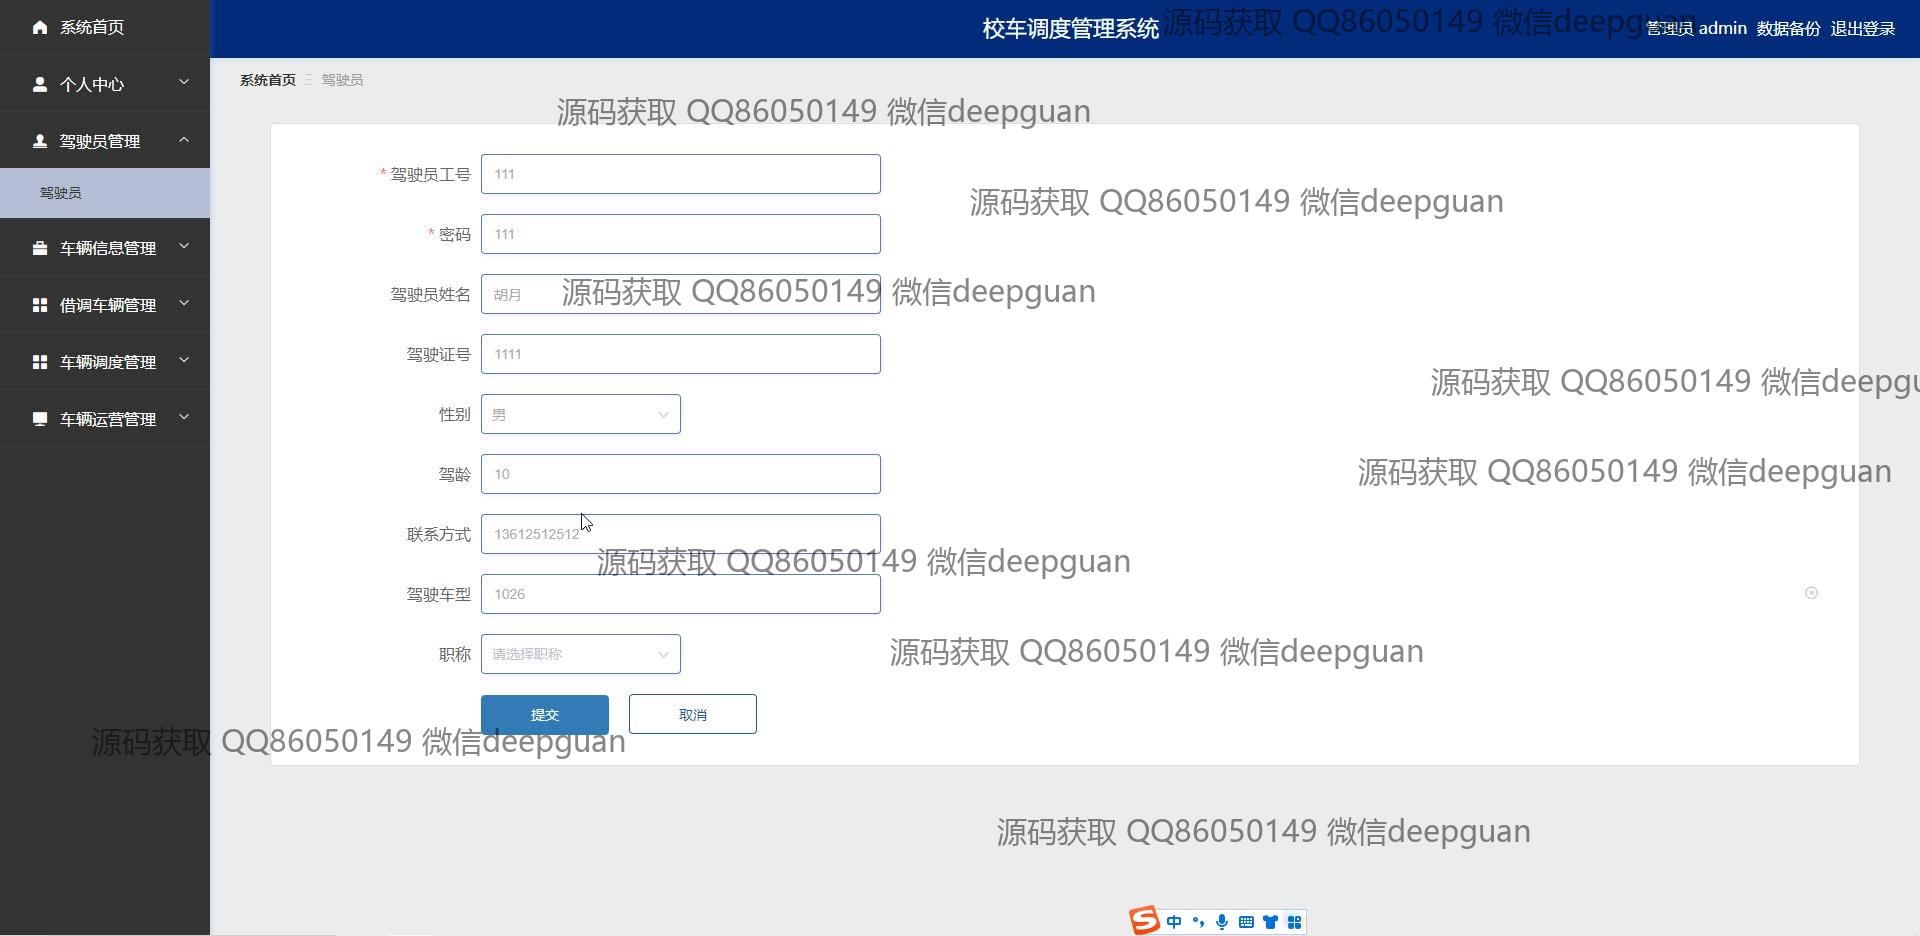 系统首页
个人中心
驾驶员管理
驾驶员
车辆信息管理
借调车辆管理
车辆调度管理
车辆运营管理
校车调度管理系统
源码获取 QQ86050149 微信deepguan
管理员 admin 数据备份 退出登录
系统首页 驾驶员
源码获取 QQ86050149 微信deepguan
* 驾驶员工号 111
源码获取 QQ86050149 微信deepguan
* 密码 111
驾驶员姓名 胡月
源码获取 QQ86050149 微信deepguan
驾驶证号 1111
源码获取 QQ86050149 微信deepgu
性别 男
驾龄 10
源码获取 QQ86050149 微信deepguan
联系方式 13612512512
源码获取 QQ86050149 微信deepguan
驾驶车型 1026
职称 请选择职称
源码获取 QQ86050149 微信deepguan
提交 取消
源码获取 QQ86050149 微信deepguan
源码获取 QQ86050149 微信deepguan
S 中